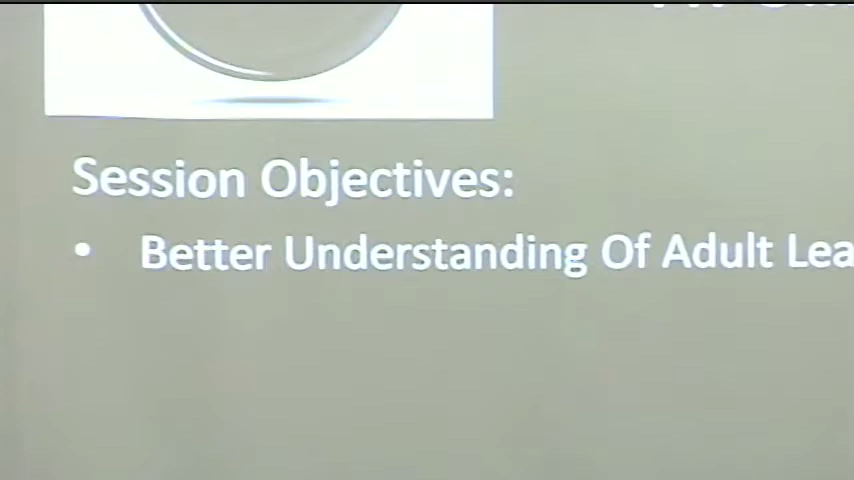 Session Objectives:
• Better Understanding Of Adult Lea